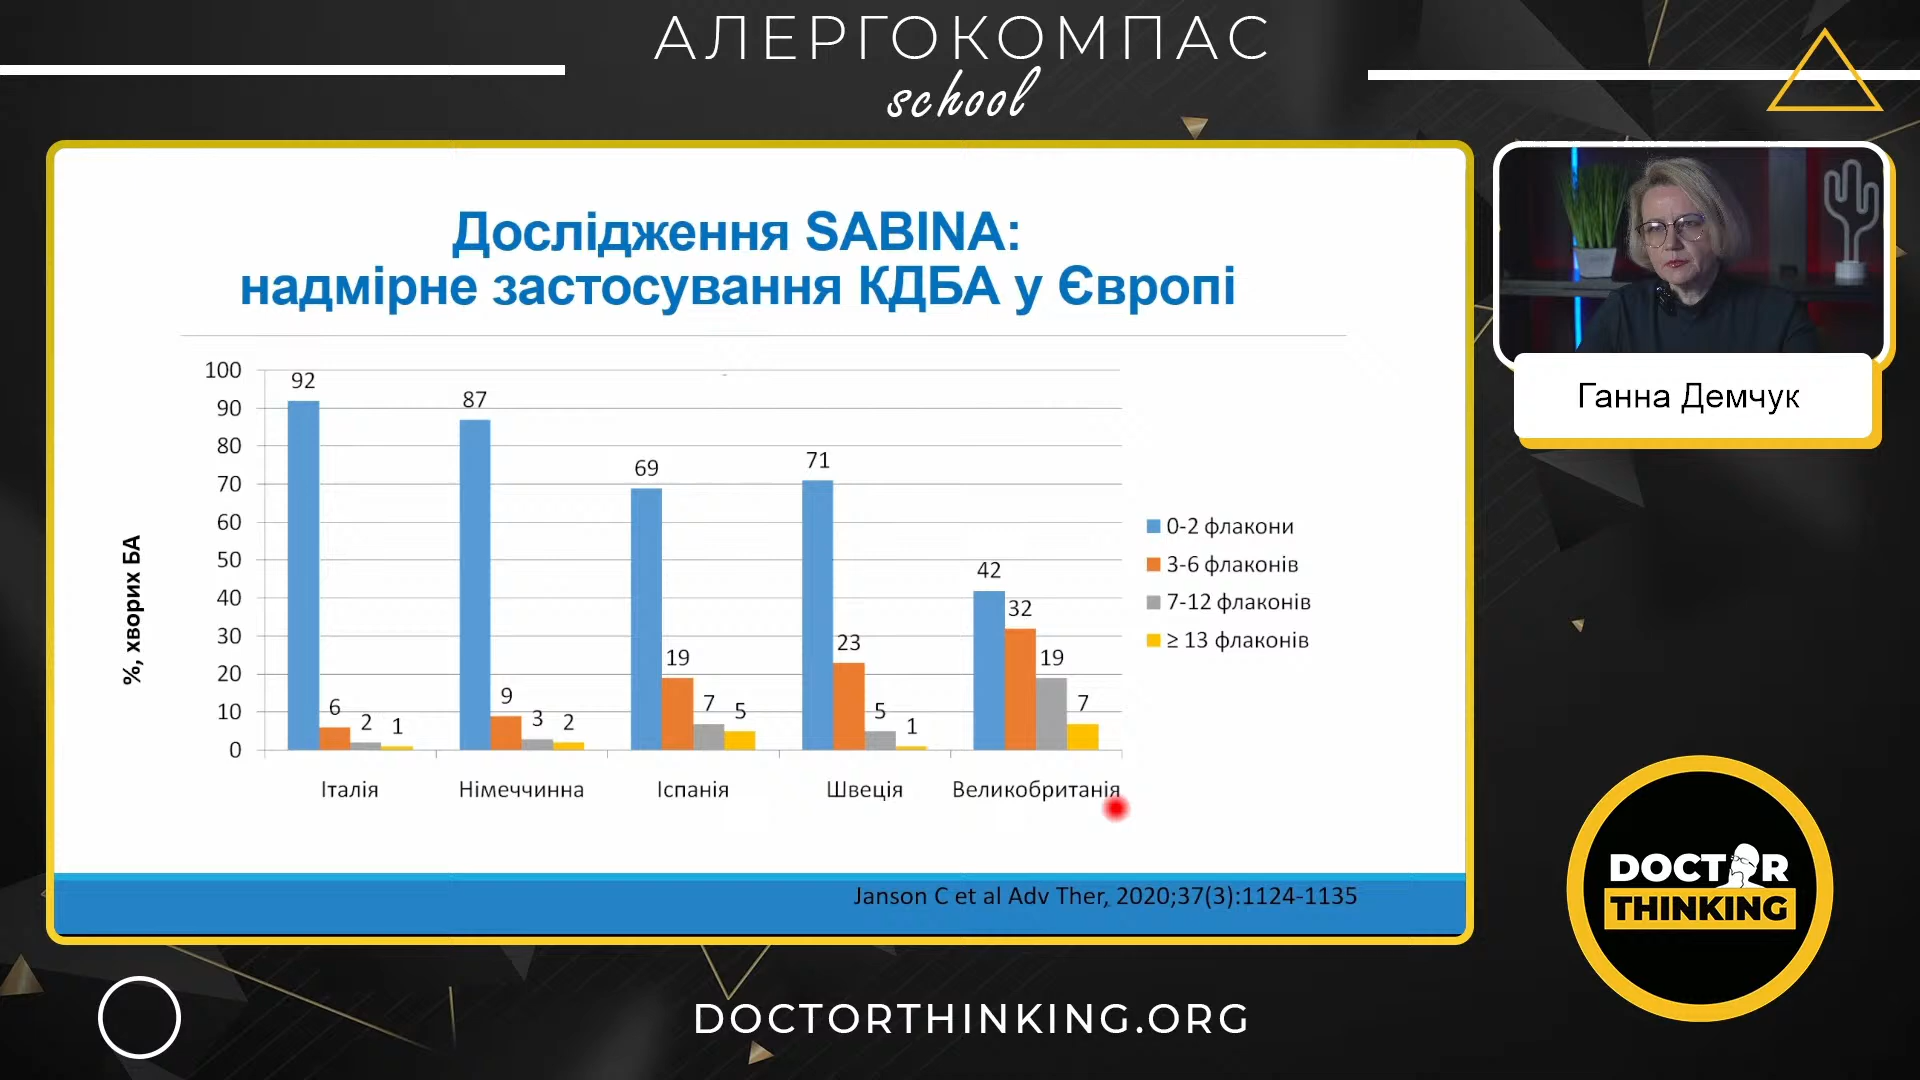 АЛЕРГОКОМПАС
school
Дослідження SABINA:
надмірне застосування КДБА у Європі
%, хворих БА
100
90
80
70
60
50
40
30
20
10
0
92
6
2
1
87
9
3
2
69
19
7
5
71
23
5
1
42
32
19
7
Італія
Німеччинна
Іспанія
Швеція
Великобританія
0-2 флакони
3-6 флаконів
7-12 флаконів
≥ 13 флаконів
Janson C et al Adv Ther, 2020;37(3):1124-1135
Ганна Демчук
DOCTOR
THINKING
DOCTORTHINKING.ORG